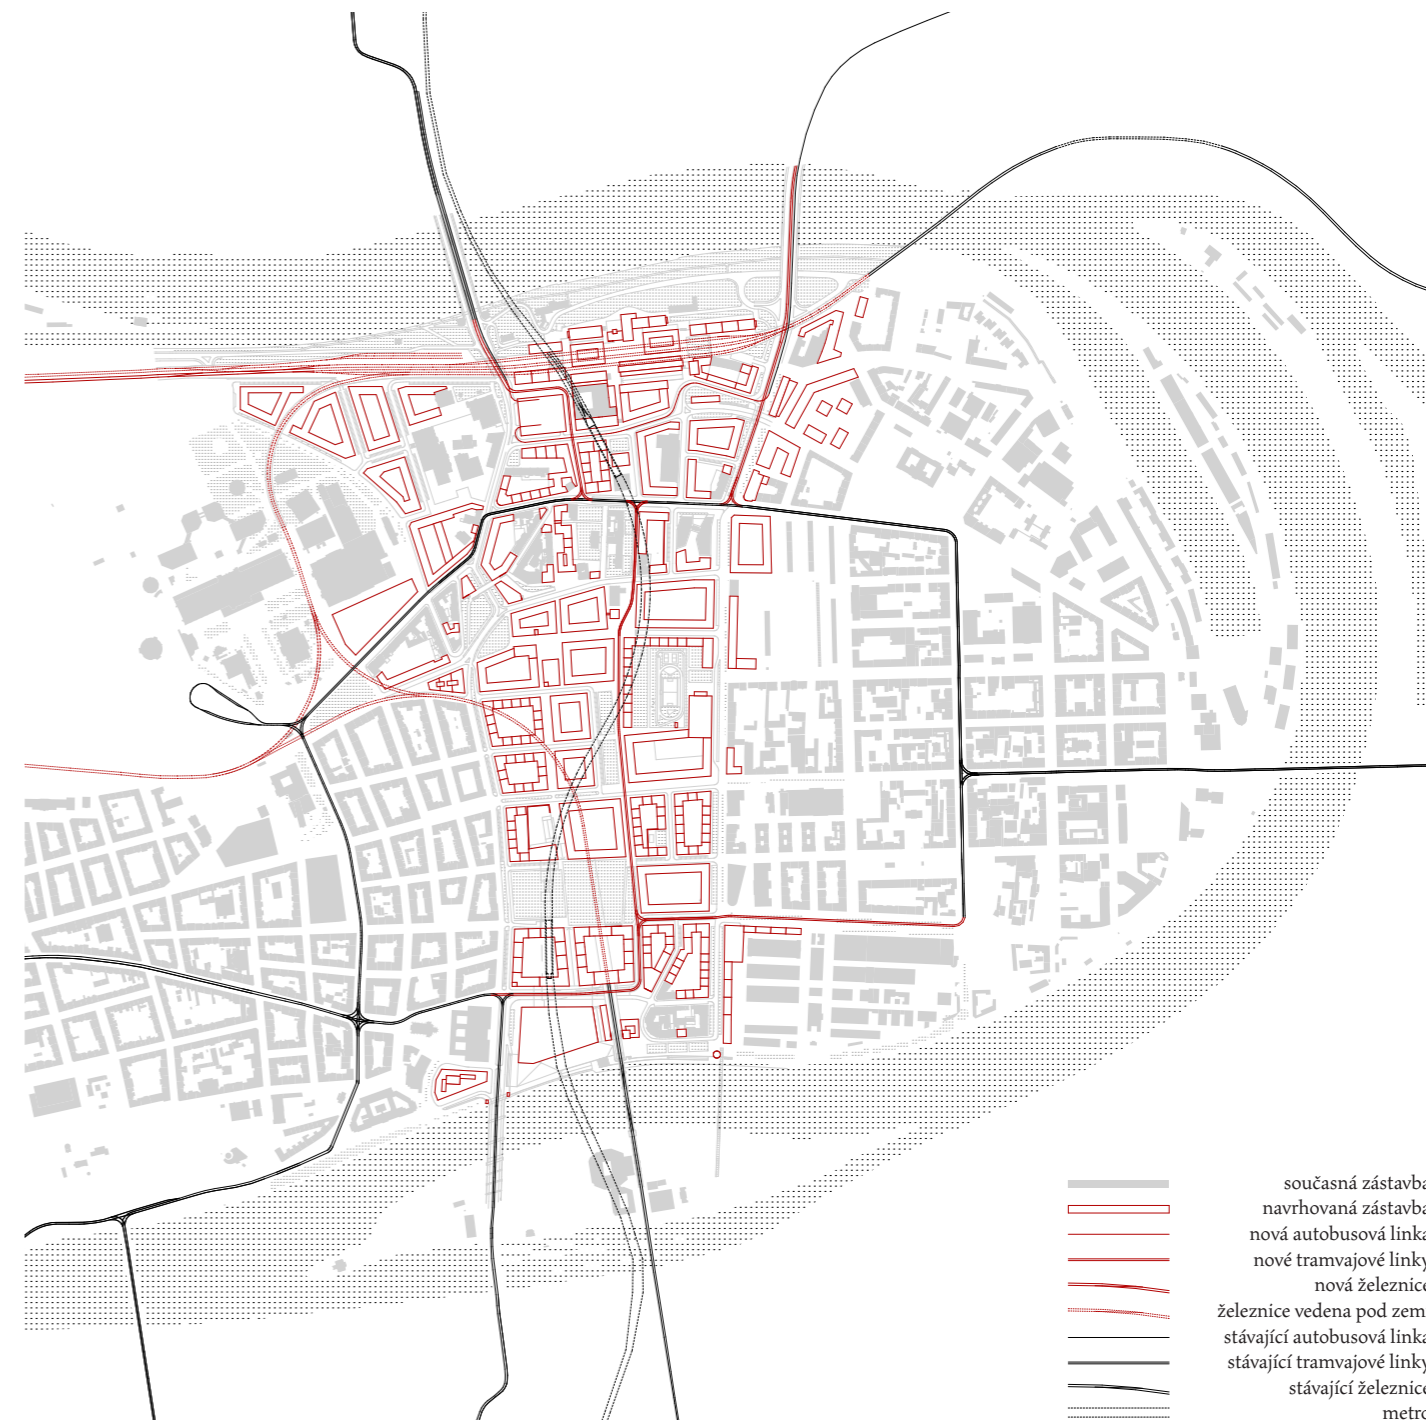 současná zástavba
navrhovaná zástavba
nová autobusová linka
nové tramvajové linky
nová železnice
železnice vedena pod zem
stávající autobusová linka
stávající tramvajové linky
stávající železnice
metro